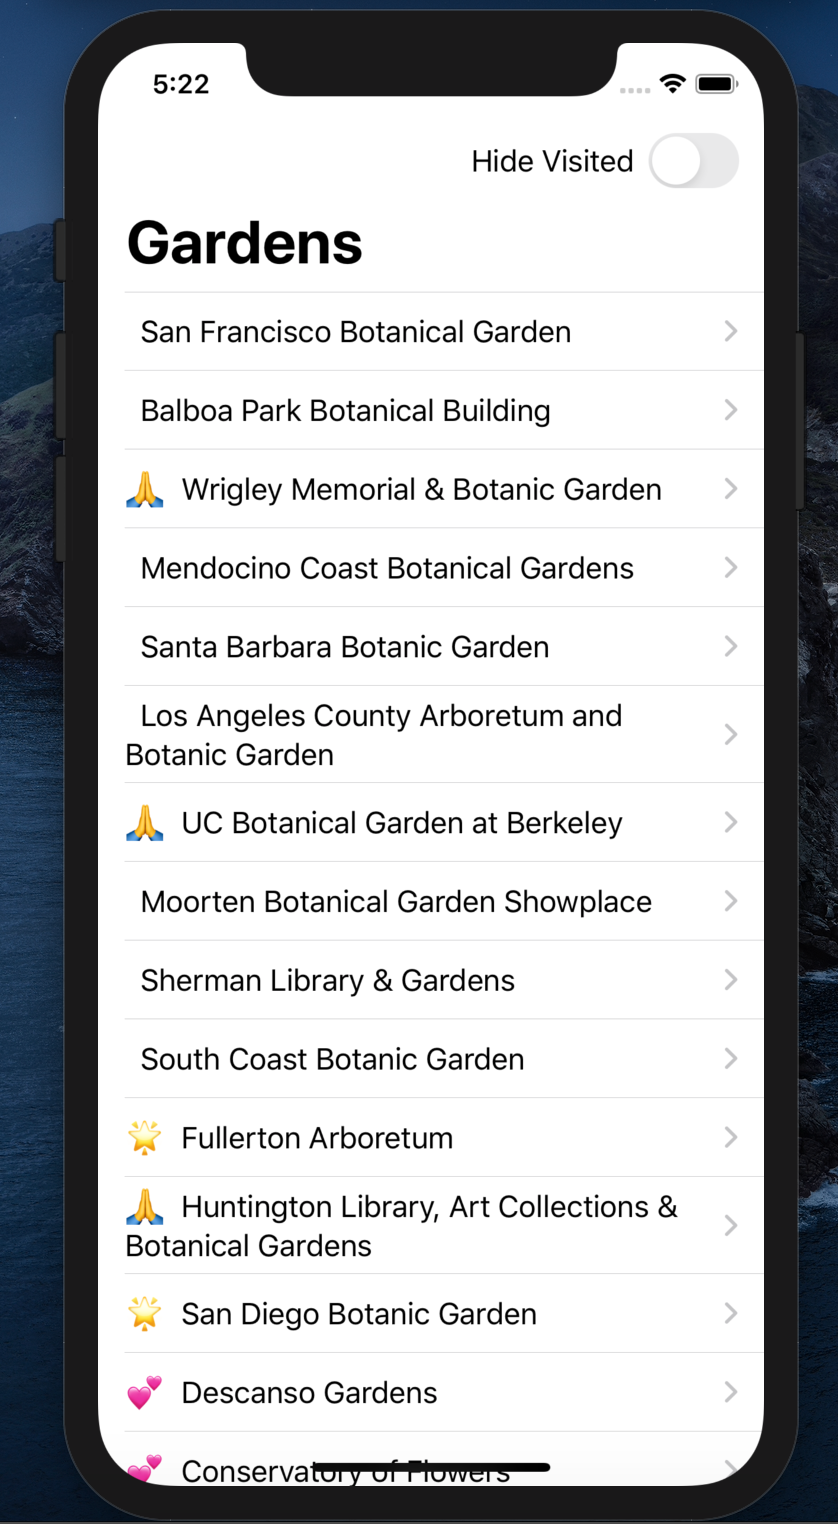 5:22
Hide Visited
Gardens
San Francisco Botanical Garden
Balboa Park Botanical Building
🙏 Wrigley Memorial & Botanic Garden
Mendocino Coast Botanical Gardens
Santa Barbara Botanic Garden
Los Angeles County Arboretum and
Botanic Garden
🙏 UC Botanical Garden at Berkeley
Moorten Botanical Garden Showplace
Sherman Library & Gardens
South Coast Botanic Garden
🌟 Fullerton Arboretum
🙏 Huntington Library, Art Collections &
Botanical Gardens
🌟 San Diego Botanic Garden
💕 Descanso Gardens
💕 Conservatory of Flowers